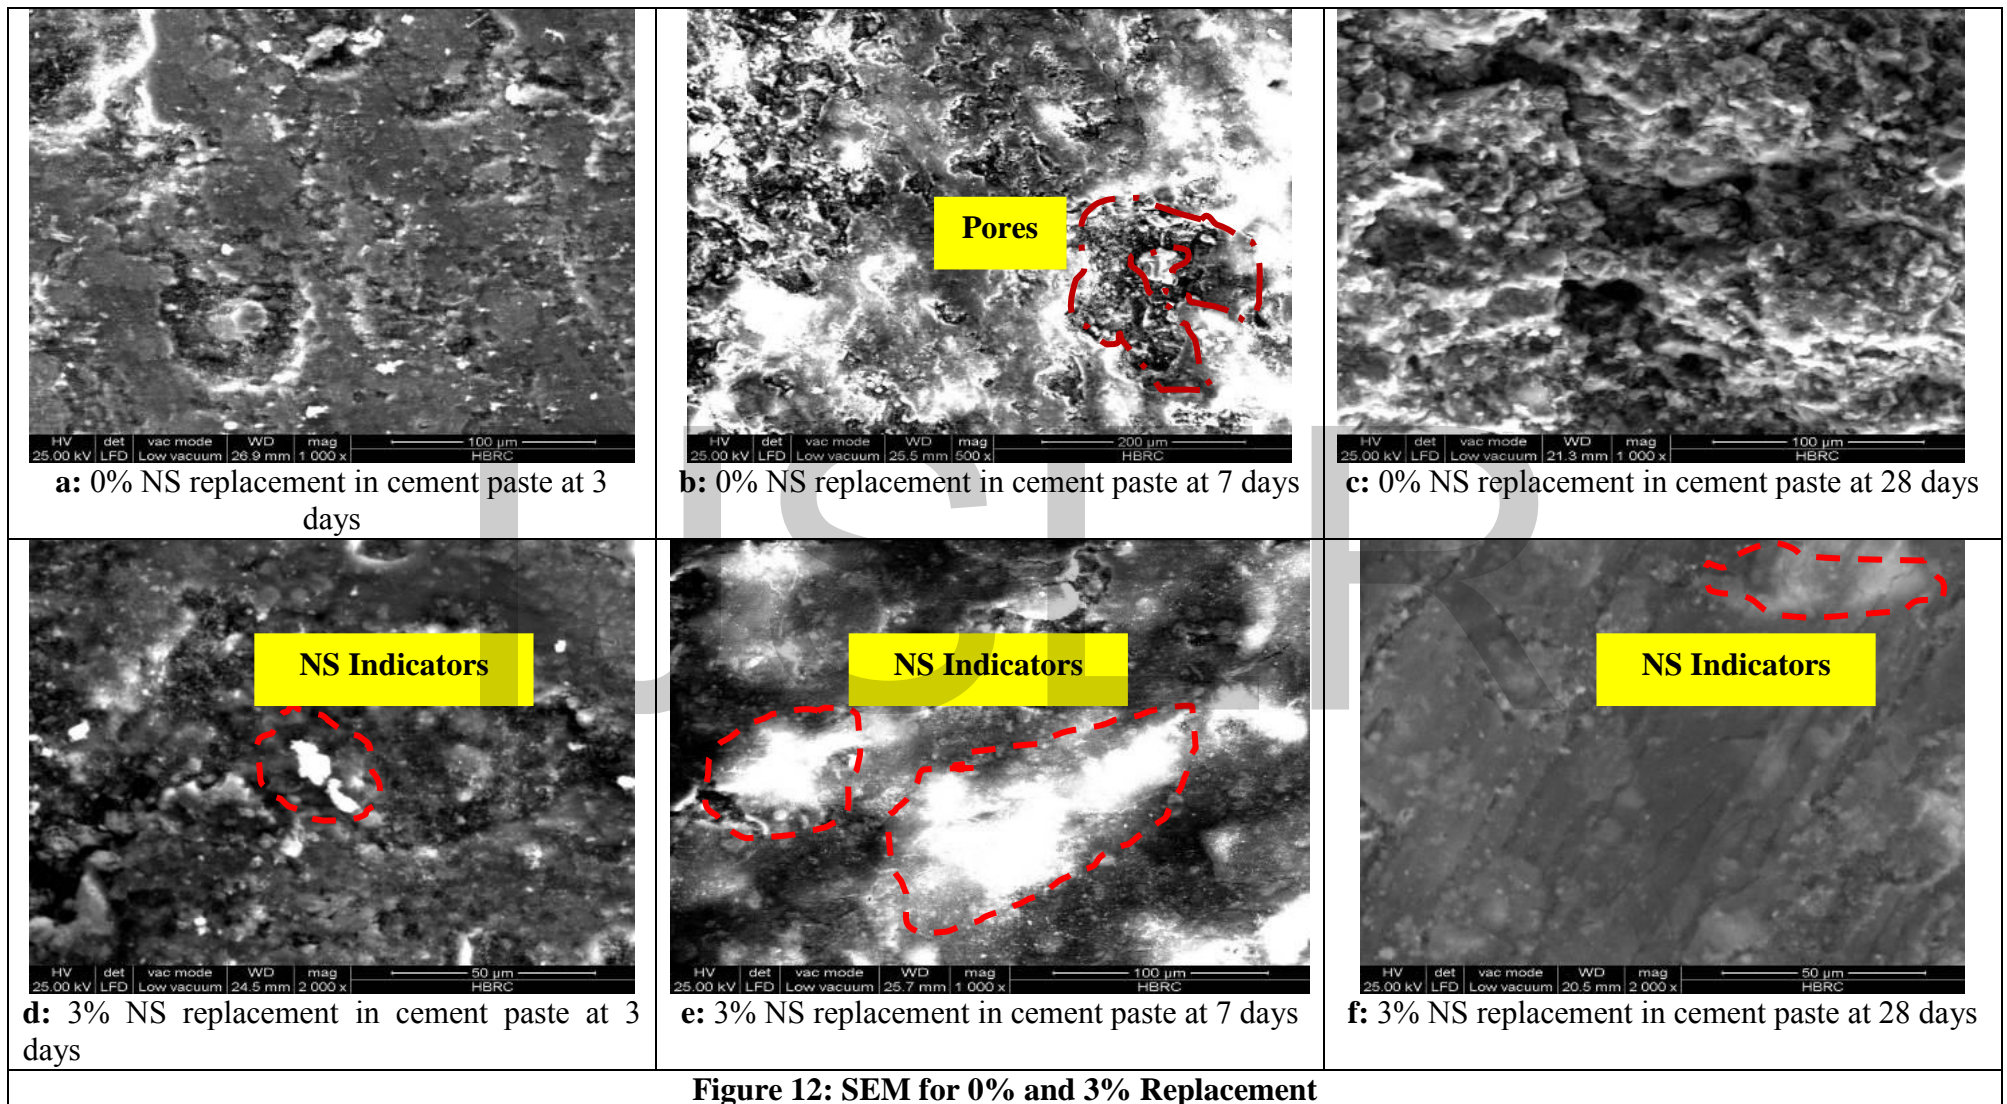 Pores
HV det vac mode WD mag 100 µm
25.00 kV LFD Low vacuum 26.9 mm 1 000 x HBRC
HV det vac mode WD mag 200 µm
25.00 kV LFD Low vacuum 25.5 mm 500 x HBRC
HV det vac mode WD mag 100 µm
25.00 kV LFD Low vacuum 21.3 mm 1 000 x HBRC
a: 0% NS replacement in cement paste at 3
days
b: 0% NS replacement in cement paste at 7 days
c: 0% NS replacement in cement paste at 28 days
IJSER
NS Indicators
NS Indicators
NS Indicators
HV det vac mode WD mag 50 µm
25.00 kV LFD Low vacuum 24.5 mm 2 000 x HBRC
HV det vac mode WD mag 100 µm
25.00 kV LFD Low vacuum 25.7 mm 1 000 x HBRC
HV det vac mode WD mag 50 µm
25.00 kV LFD Low vacuum 20.5 mm 2 000 x HBRC
d: 3% NS replacement in cement paste at 3
days
e: 3% NS replacement in cement paste at 7 days
f: 3% NS replacement in cement paste at 28 days
Figure 12: SEM for 0% and 3% Replacement